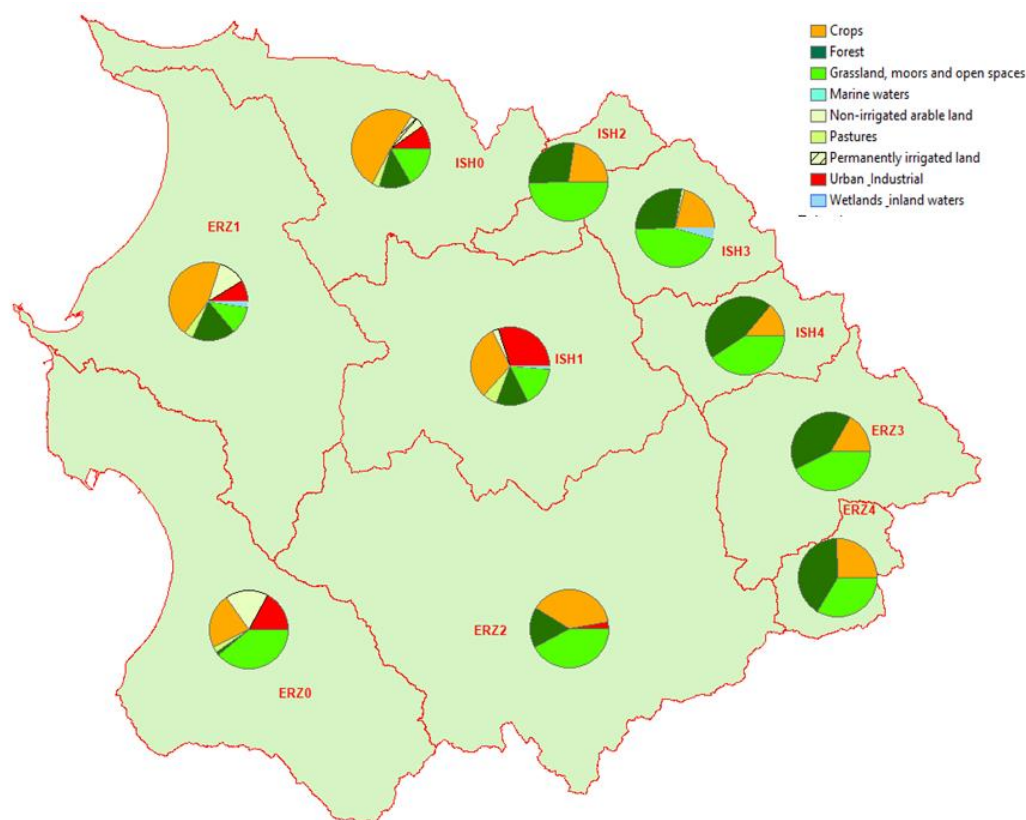 Crops
Forest
Grassland, moors and open spaces
Marine waters
Non-irrigated arable land
Pastures
Permanently irrigated land
Urban_Industrial
Wetlands_inland waters
ISH2
ISH0
ERZ1
ISH3
ISH4
ISH1
ERZ3
ERZ4
ERZ2
ERZ0